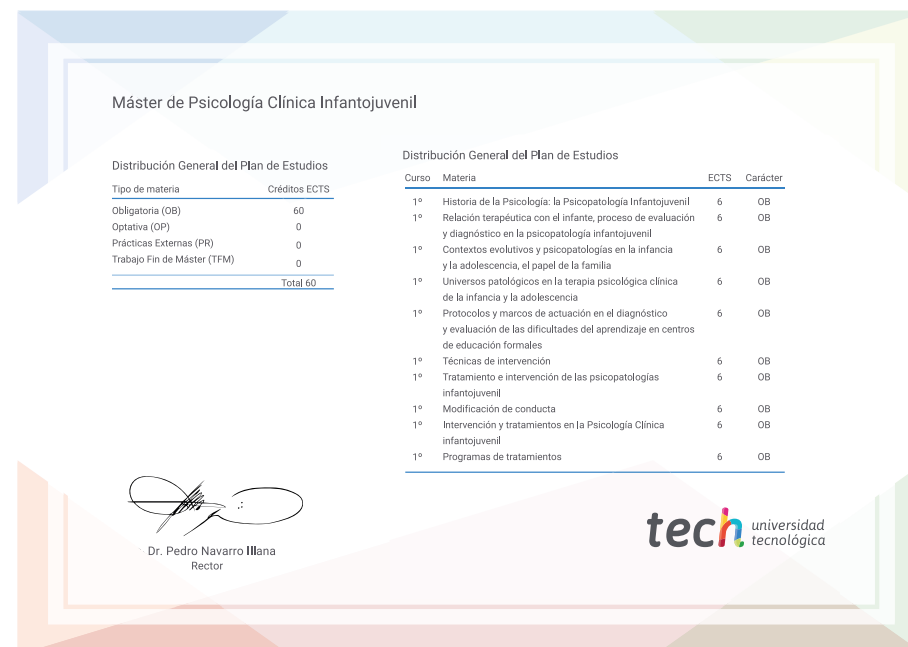 Máster de Psicología Clínica Infantojuvenil
Distribución General del Plan de Estudios
Tipo de materia Créditos ECTS
Obligatoria (OB) 60
Optativa (OP) 0
Prácticas Externas (PR) 0
Trabajo Fin de Máster (TFM) 0
Total 60
Distribución General del Plan de Estudios
Curso Materia ECTS Carácter
1º Historia de la Psicología: la Psicopatología Infantojuvenil 6 OB
1º Relación terapéutica con el infante, proceso de evaluación 6 OB
y diagnóstico en la psicopatología infantojuvenil
1º Contextos evolutivos y psicopatologías en la infancia 6 OB
y la adolescencia, el papel de la familia
1º Universos patológicos en la terapia psicológica clínica 6 OB
de la infancia y la adolescencia
1º Protocolos y marcos de actuación en el diagnóstico 6 OB
y evaluación de las dificultades del aprendizaje en centros
de educación formales
1º Técnicas de intervención 6 OB
1º Tratamiento e intervención de las psicopatologías 6 OB
infantojuvenil
1º Modificación de conducta 6 OB
1º Intervención y tratamientos en la Psicología Clínica 6 OB
infantojuvenil
1º Programas de tratamientos 6 OB
Dr. Pedro Navarro Illana
Rector
tech universidad
tecnológica